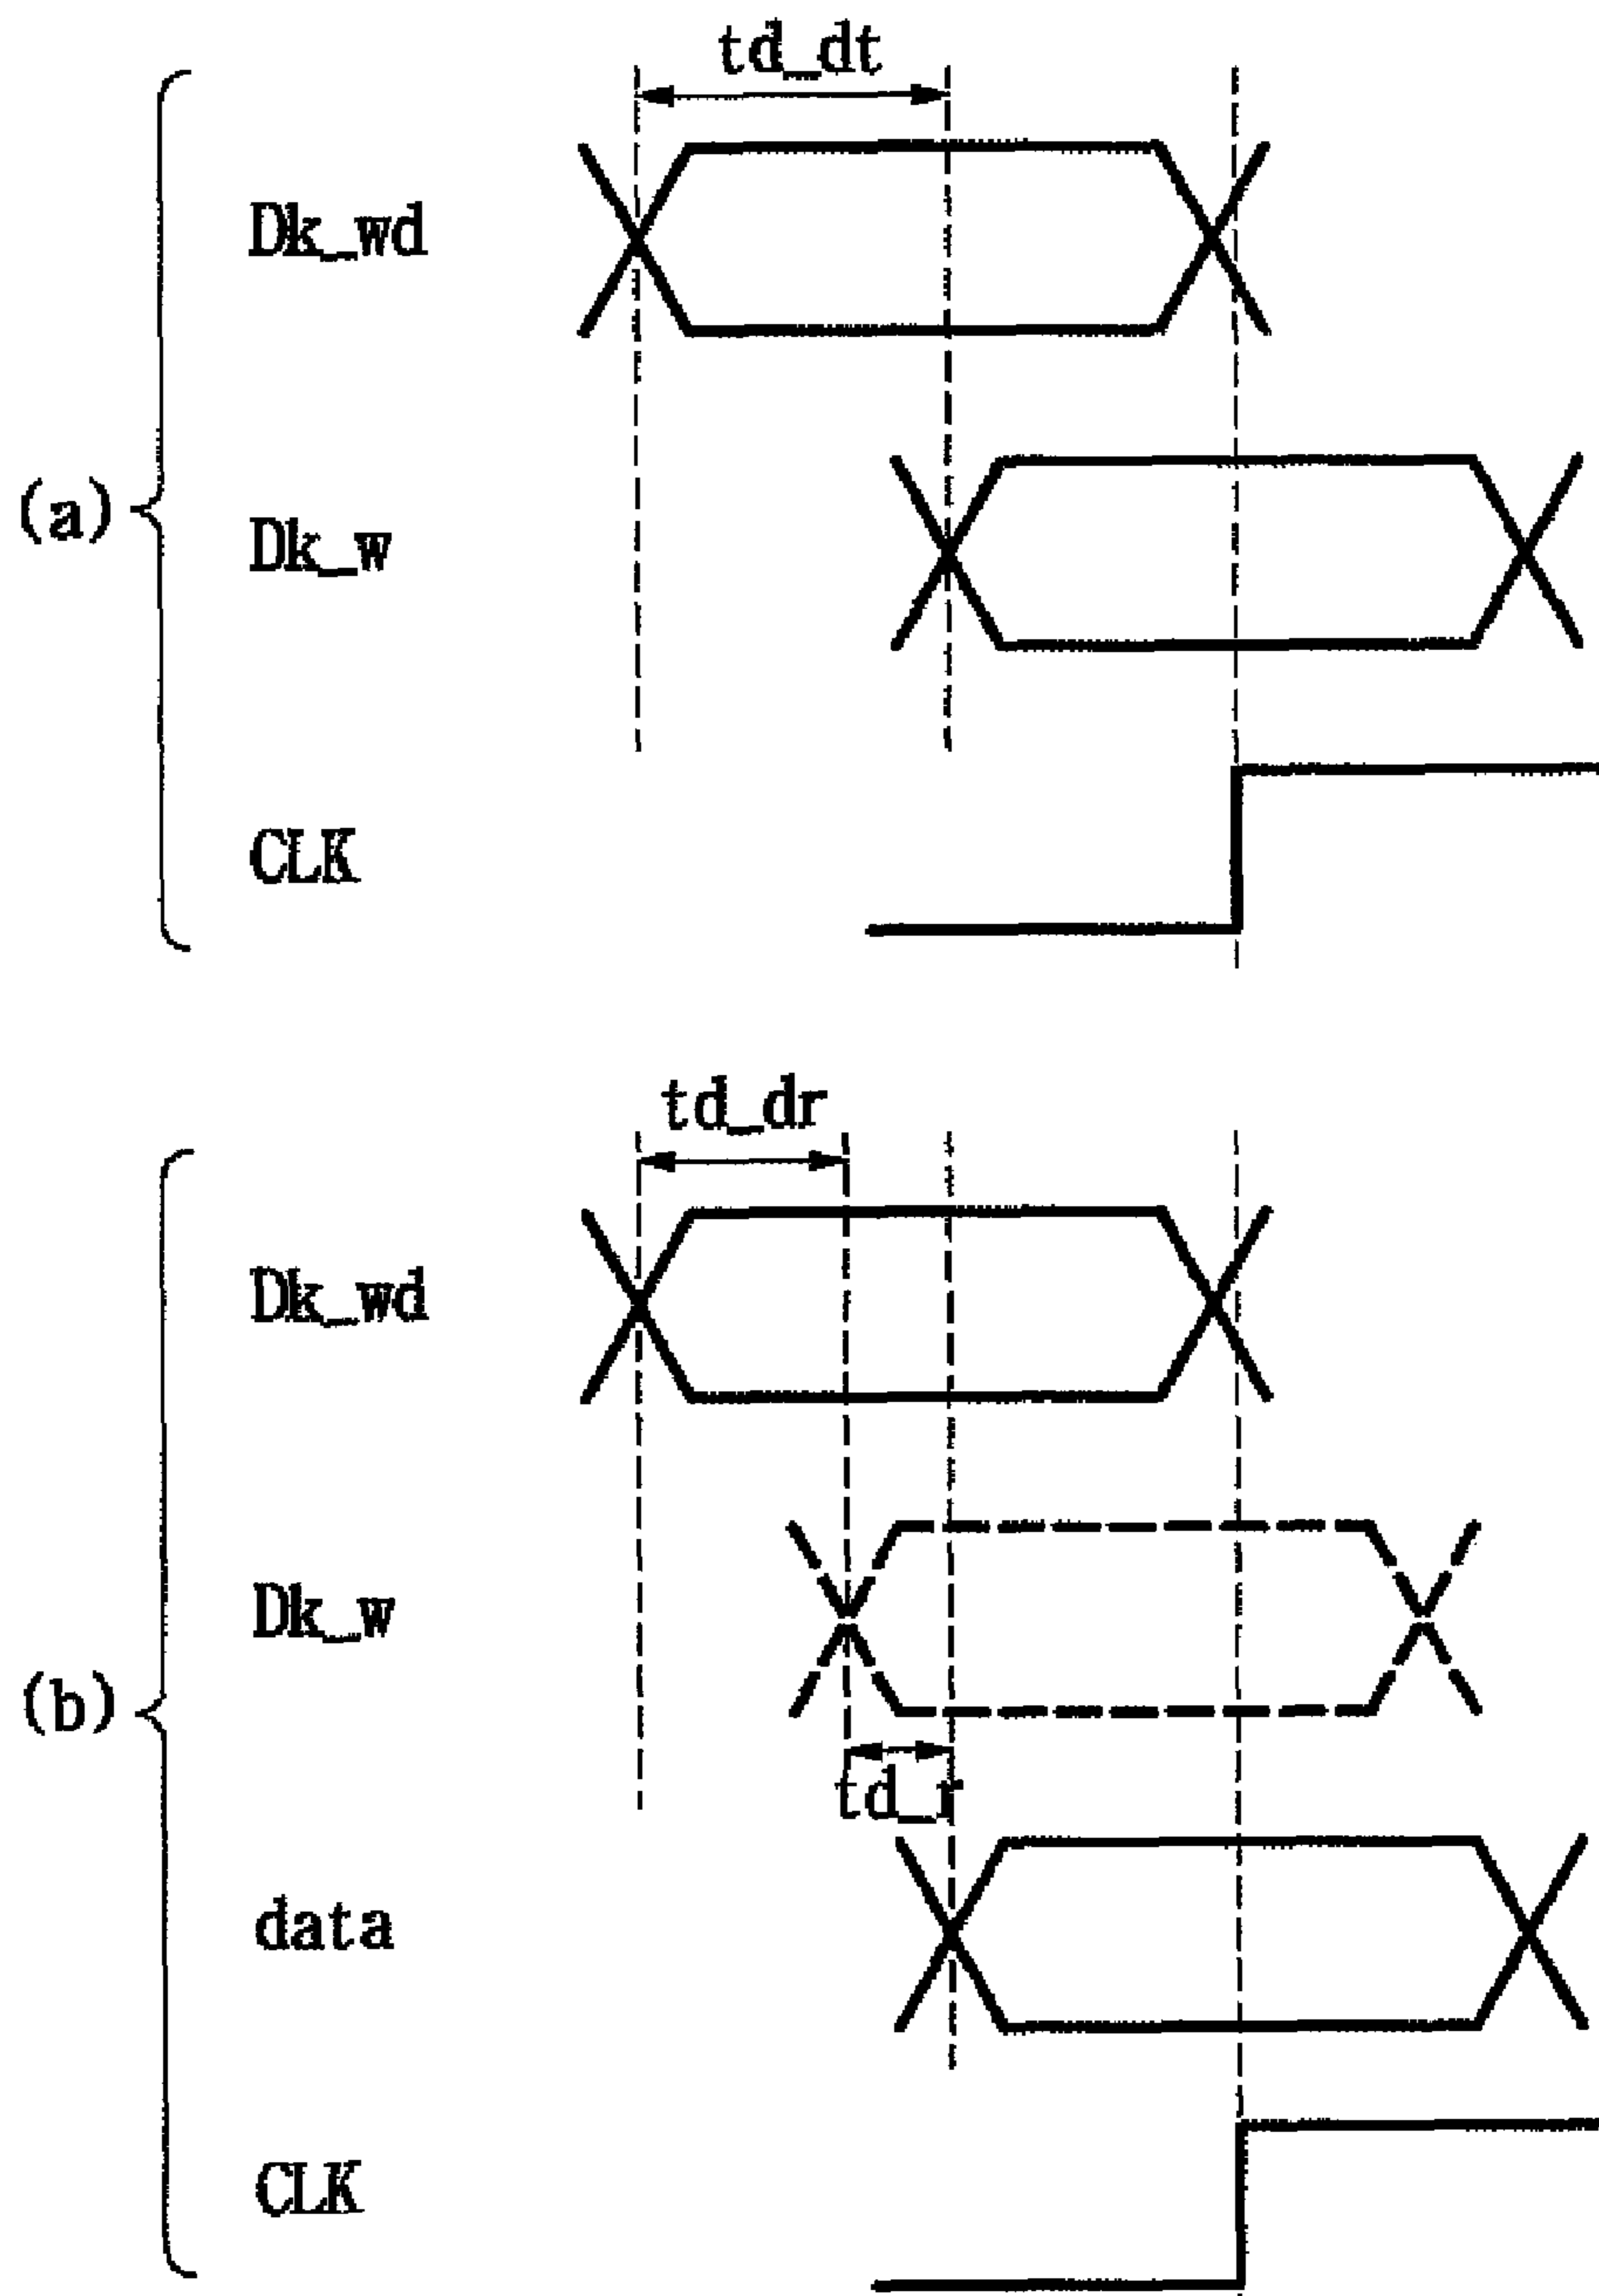 td_dt
Dk_wd
(a)
Dk_w
CLK
td_dr
Dk_wd
Dk_w
(b)
td_r
data
CLK